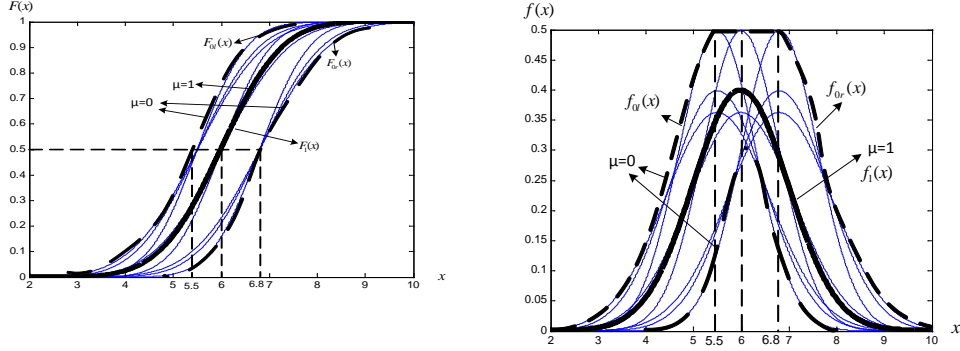 F(x)
1
0.9
0.8
0.7
0.6
0.5
0.4
0.3
0.2
0.1
0
F0l(x)
F0r(x)
μ=1
μ=0
F1(x)
2 3 4 5 5.5 6 6.8 7 8 9 10 x
f(x)
0.5
0.45
0.4
0.35
0.3
0.25
0.2
0.15
0.1
0.05
0
f0l(x)
f0r(x)
μ=0
μ=1
f1(x)
2 3 4 5 5.5 6 6.8 7 8 9 10 x